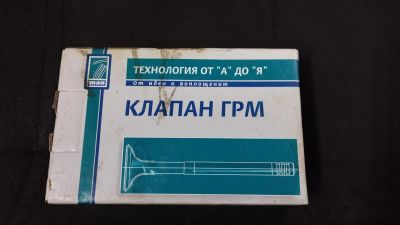 ТЕХНОЛОГИЯ ОТ "А" ДО "Я"
От идеи к воплощению
КЛАПАН ГРМ